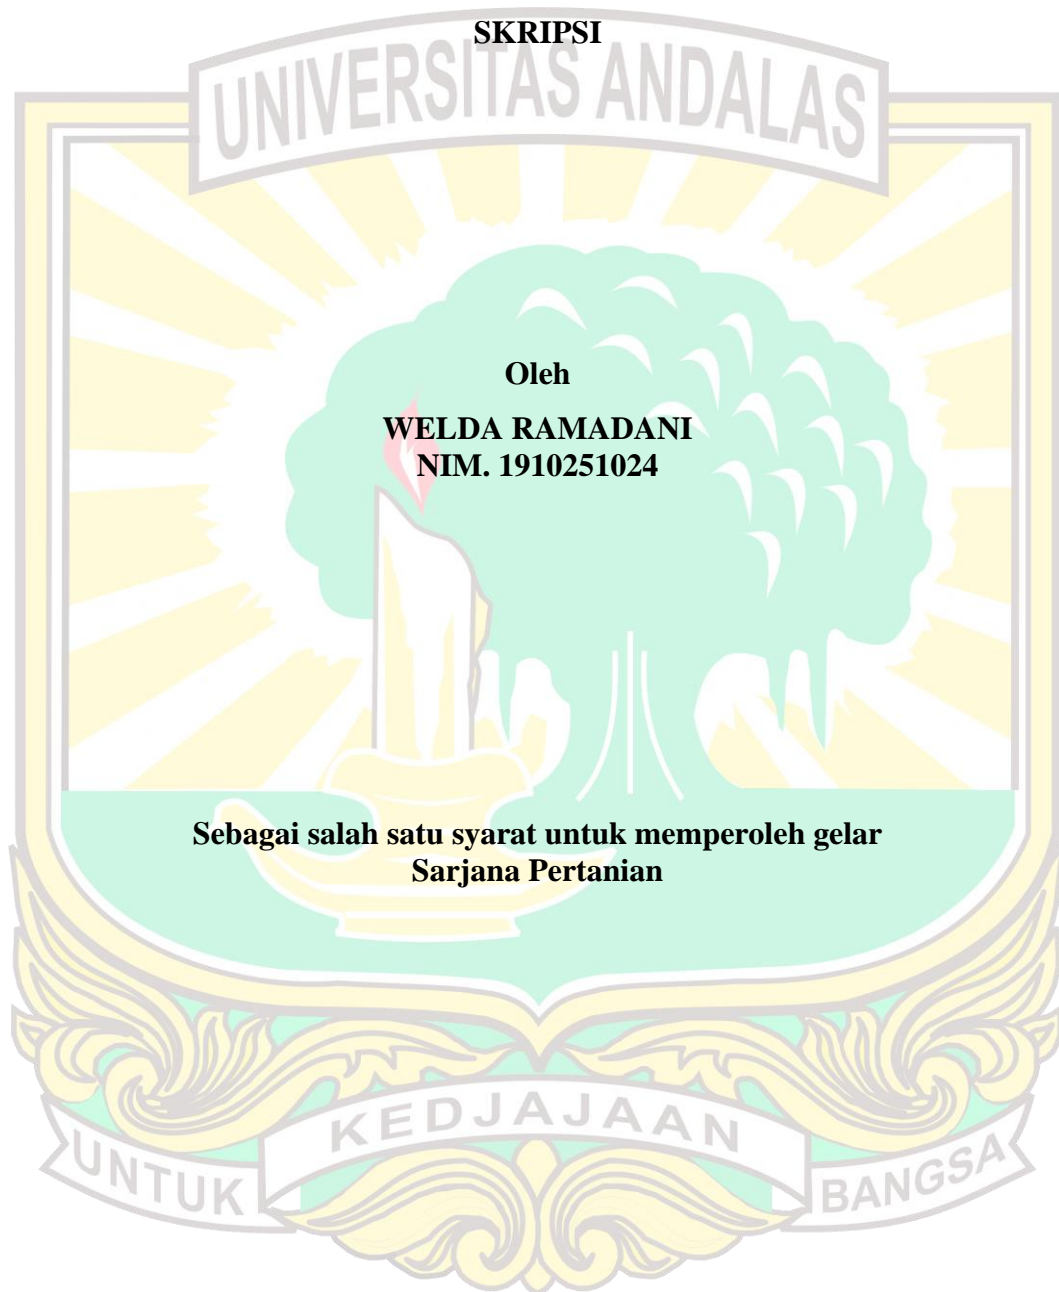 SKRIPSI
UNIVERSITAS ANDALAS
Oleh
WELDA RAMADANI
NIM. 1910251024
Sebagai salah satu syarat untuk memperoleh gelar
Sarjana Pertanian
UNTUK KEDJAJAAN BANGSA